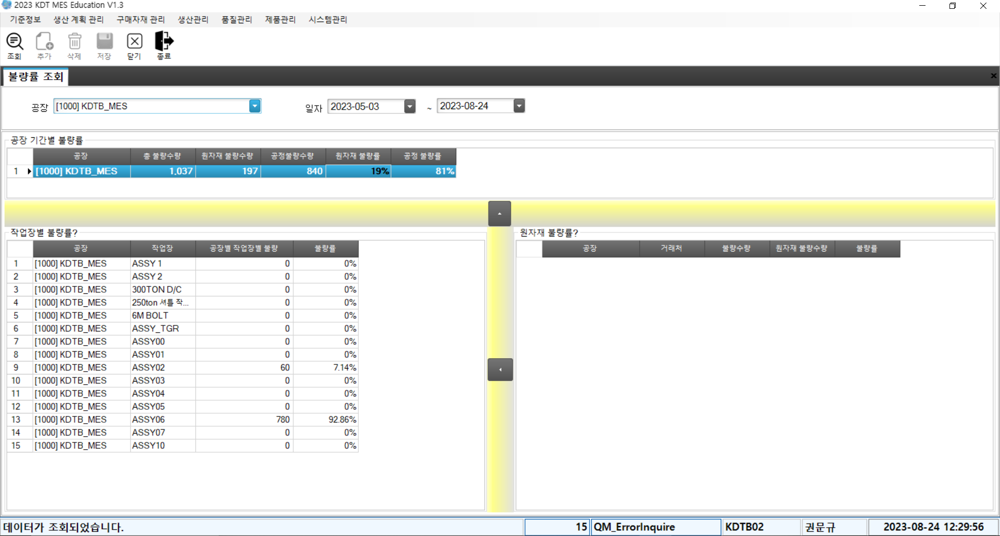 2023 KDT MES Education V1.3
기준정보 생산 계획 관리 구매자재 관리 생산관리 품질관리 제품관리 시스템관리
조회 추가 삭제 저장 닫기 종료
불량률 조회
공장 [1000] KDTB_MES 일자 2023-05-03 ~ 2023-08-24
공장 기간별 불량률
공장 총 불량수량 원자재 불량수량 공정불량수량 원자재 불량률 공정 불량률
1 [1000] KDTB_MES 1,037 197 840 19% 81%
작업장별 불량률?
공장 작업장 공장별 작업장별 불량 불량률
1 [1000] KDTB_MES ASSY 1 0 0%
2 [1000] KDTB_MES ASSY 2 0 0%
3 [1000] KDTB_MES 300TON D/C 0 0%
4 [1000] KDTB_MES 250ton 셔틀 작... 0 0%
5 [1000] KDTB_MES 6M BOLT 0 0%
6 [1000] KDTB_MES ASSY_TGR 0 0%
7 [1000] KDTB_MES ASSY00 0 0%
8 [1000] KDTB_MES ASSY01 0 0%
9 [1000] KDTB_MES ASSY02 60 7.14%
10 [1000] KDTB_MES ASSY03 0 0%
11 [1000] KDTB_MES ASSY04 0 0%
12 [1000] KDTB_MES ASSY05 0 0%
13 [1000] KDTB_MES ASSY06 780 92.86%
14 [1000] KDTB_MES ASSY07 0 0%
15 [1000] KDTB_MES ASSY10 0 0%
원자재 불량률?
공장 거래처 불량수량 원자재 불량수량 불량률
데이터가 조회되었습니다. 15 QM_ErrorInquire KDTB02 권문규 2023-08-24 12:29:56